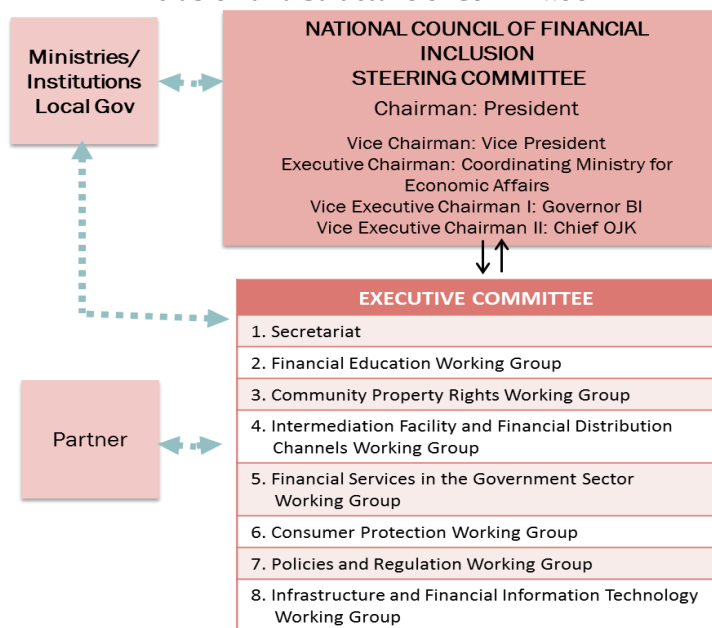 Ministries/
Institutions
Local Gov
NATIONAL COUNCIL OF FINANCIAL
INCLUSION
STEERING COMMITTEE
Chairman: President
Vice Chairman: Vice President
Executive Chairman: Coordinating Ministry for
Economic Affairs
Vice Executive Chairman I: Governor BI
Vice Executive Chairman II: Chief OJK
EXECUTIVE COMMITTEE
1. Secretariat
2. Financial Education Working Group
3. Community Property Rights Working Group
4. Intermediation Facility and Financial Distribution
Channels Working Group
5. Financial Services in the Government Sector
Working Group
6. Consumer Protection Working Group
7. Policies and Regulation Working Group
8. Infrastructure and Financial Information Technology
Working Group
Partner